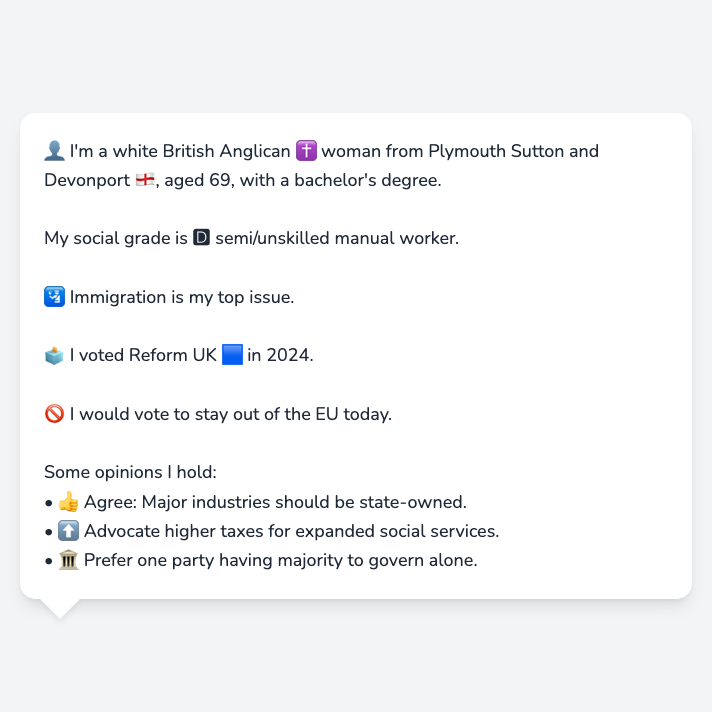 👤 I'm a white British Anglican ✝️ woman from Plymouth Sutton and
Devonport 🏴󠁧󠁢󠁥󠁮󠁧󠁿, aged 69, with a bachelor's degree.
My social grade is 🅳 semi/unskilled manual worker.
🛂 Immigration is my top issue.
🗳️ I voted Reform UK 🟦 in 2024.
🚫 I would vote to stay out of the EU today.
Some opinions I hold:
• 👍 Agree: Major industries should be state-owned.
• ⬆️ Advocate higher taxes for expanded social services.
• 🏛️ Prefer one party having majority to govern alone.